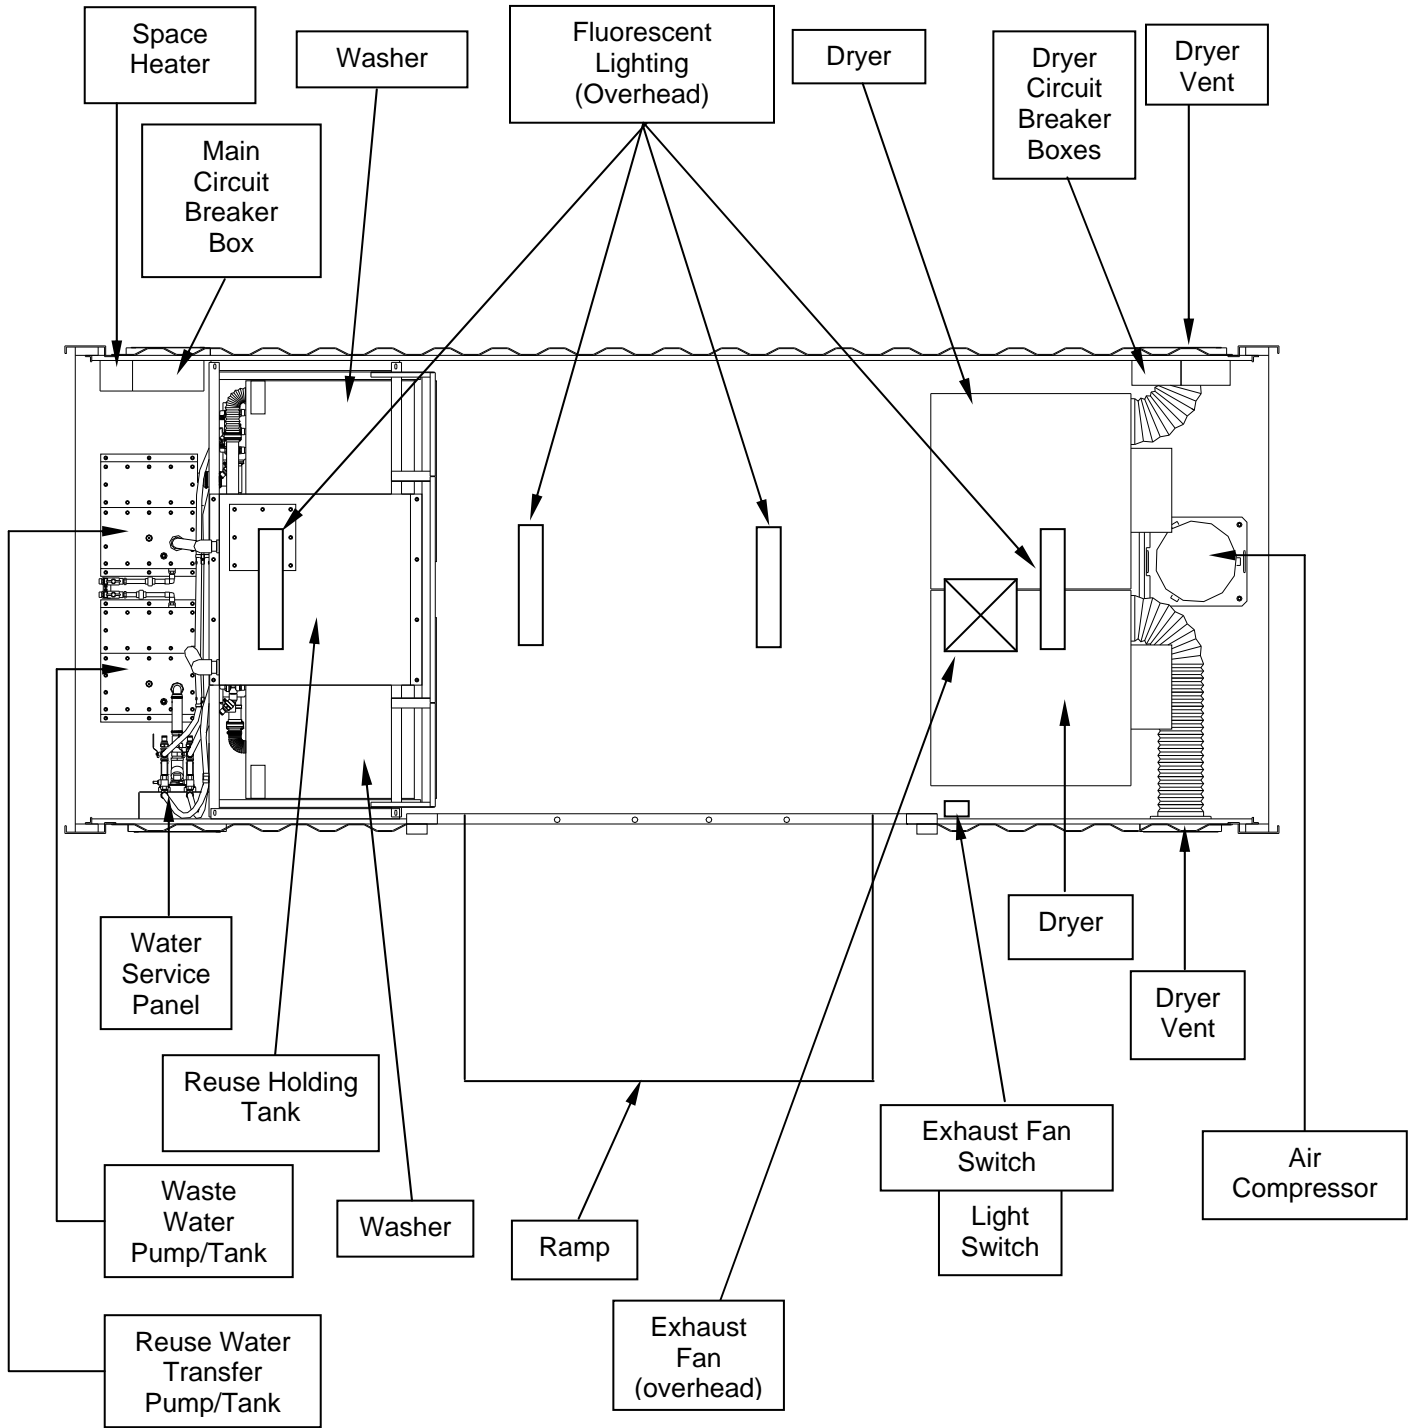 Space
Heater
Washer
Fluorescent
Lighting
(Overhead)
Dryer
Dryer
Circuit
Breaker
Boxes
Dryer
Vent
Main
Circuit
Breaker
Box
Water
Service
Panel
Dryer
Dryer
Vent
Reuse Holding
Tank
Exhaust Fan
Switch
Light
Switch
Air
Compressor
Waste
Water
Pump/Tank
Washer
Ramp
Exhaust
Fan
(overhead)
Reuse Water
Transfer
Pump/Tank